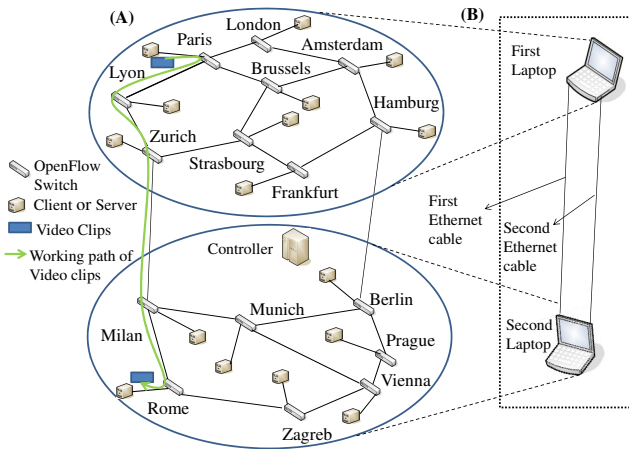 (A)
(B)
London
Paris
Amsterdam
First
Laptop
Lyon
Brussels
Hamburg
Zurich
OpenFlow
Switch
Strasbourg
Frankfurt
Client or Server
Video Clips
Working path of
Video clips
First
Ethernet
cable
Second
Ethernet
cable
Controller
Berlin
Munich
Milan
Prague
Second
Laptop
Vienna
Rome
Zagreb